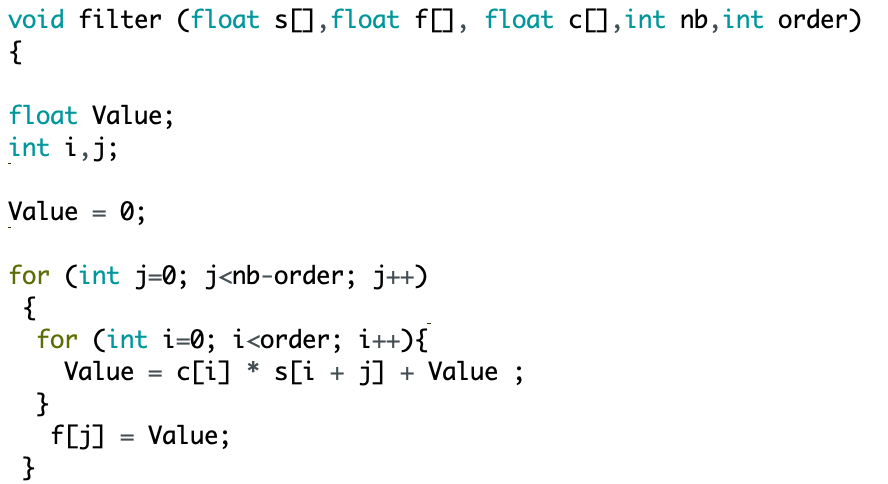 void filter (float s[],float f[], float c[],int nb,int order)
{
float Value;
int i,j;
Value = 0;
for (int j=0; j<nb-order; j++)
{
for (int i=0; i<order; i++){
Value = c[i] * s[i + j] + Value ;
}
f[j] = Value;
}